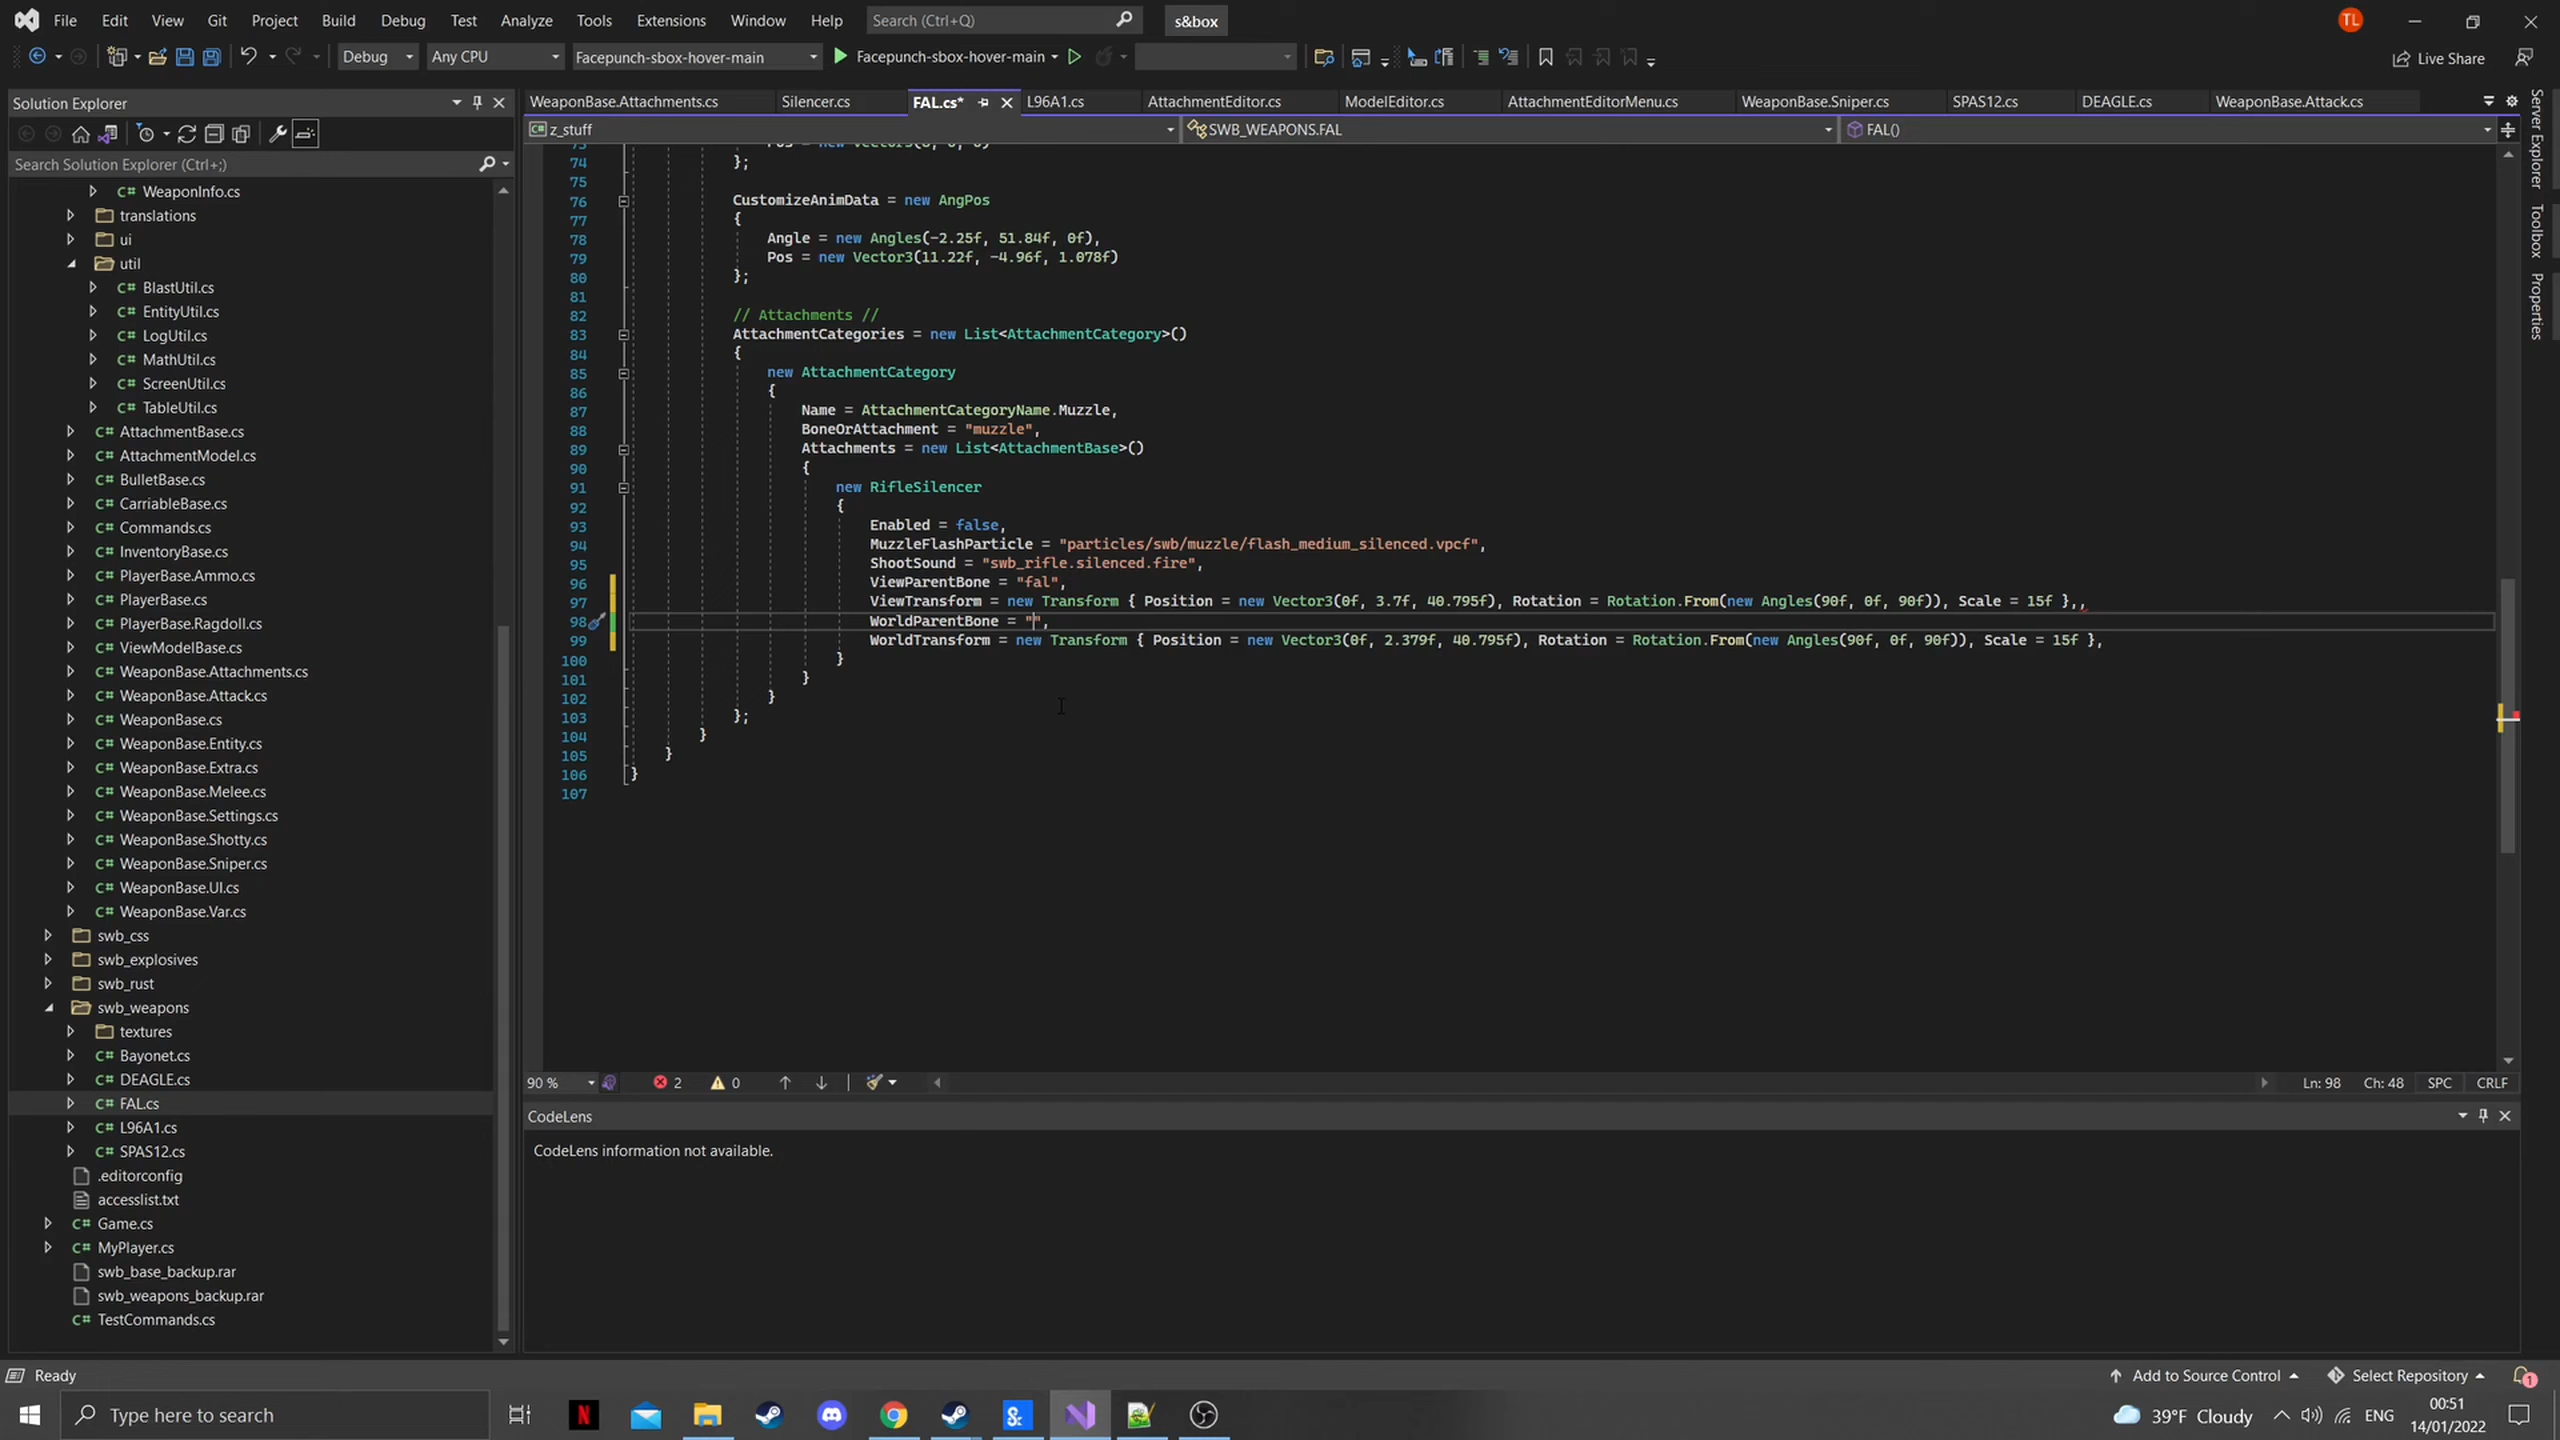 File Edit View Git Project Build Debug Test Analyze Tools Extensions Window Help Search (Ctrl+Q) s&box TL
Debug Any CPU Facepunch-sbox-hover-main Facepunch-sbox-hover-main Live Share
Solution Explorer
Search Solution Explorer (Ctrl+;)
C# WeaponInfo.cs
translations
ui
util
C# BlastUtil.cs
C# EntityUtil.cs
C# LogUtil.cs
C# MathUtil.cs
C# ScreenUtil.cs
C# TableUtil.cs
C# AttachmentBase.cs
C# AttachmentModel.cs
C# BulletBase.cs
C# CarriableBase.cs
C# Commands.cs
C# InventoryBase.cs
C# PlayerBase.Ammo.cs
C# PlayerBase.cs
C# PlayerBase.Ragdoll.cs
C# ViewModelBase.cs
C# WeaponBase.Attachments.cs
C# WeaponBase.Attack.cs
C# WeaponBase.cs
C# WeaponBase.Entity.cs
C# WeaponBase.Extra.cs
C# WeaponBase.Melee.cs
C# WeaponBase.Settings.cs
C# WeaponBase.Shotty.cs
C# WeaponBase.Sniper.cs
C# WeaponBase.UI.cs
C# WeaponBase.Var.cs
swb_css
swb_explosives
swb_rust
swb_weapons
textures
C# Bayonet.cs
C# DEAGLE.cs
C# FAL.cs
C# L96A1.cs
C# SPAS12.cs
.editorconfig
accesslist.txt
C# Game.cs
C# MyPlayer.cs
swb_base_backup.rar
swb_weapons_backup.rar
C# TestCommands.cs
WeaponBase.Attachments.cs Silencer.cs FAL.cs* L96A1.cs AttachmentEditor.cs ModelEditor.cs AttachmentEditorMenu.cs WeaponBase.Sniper.cs SPAS12.cs DEAGLE.cs WeaponBase.Attack.cs
z_stuff SWB_WEAPONS.FAL FAL()
74 };
75
76 CustomizeAnimData = new AngPos
77 {
78 Angle = new Angles(-2.25f, 51.84f, 0f),
79 Pos = new Vector3(11.22f, -4.96f, 1.078f)
80 };
81
82 // Attachments //
83 AttachmentCategories = new List<AttachmentCategory>()
84 {
85 new AttachmentCategory
86 {
87 Name = AttachmentCategoryName.Muzzle,
88 BoneOrAttachment = "muzzle",
89 Attachments = new List<AttachmentBase>()
90 {
91 new RifleSilencer
92 {
93 Enabled = false,
94 MuzzleFlashParticle = "particles/swb/muzzle/flash_medium_silenced.vpcf",
95 ShootSound = "swb_rifle.silenced.fire",
96 ViewParentBone = "fal",
97 ViewTransform = new Transform { Position = new Vector3(0f, 3.7f, 40.795f), Rotation = Rotation.From(new Angles(90f, 0f, 90f)), Scale = 15f },,
98 WorldParentBone = "",
99 WorldTransform = new Transform { Position = new Vector3(0f, 2.379f, 40.795f), Rotation = Rotation.From(new Angles(90f, 0f, 90f)), Scale = 15f },
100 }
101 }
102 }
103 };
104 }
105 }
106 }
107
90 % 2 0 Ln: 98 Ch: 48 SPC CRLF
CodeLens
CodeLens information not available.
Server Explorer
Toolbox
Properties
Ready Add to Source Control Select Repository 1
Type here to search 39°F Cloudy ENG 00:51
14/01/2022